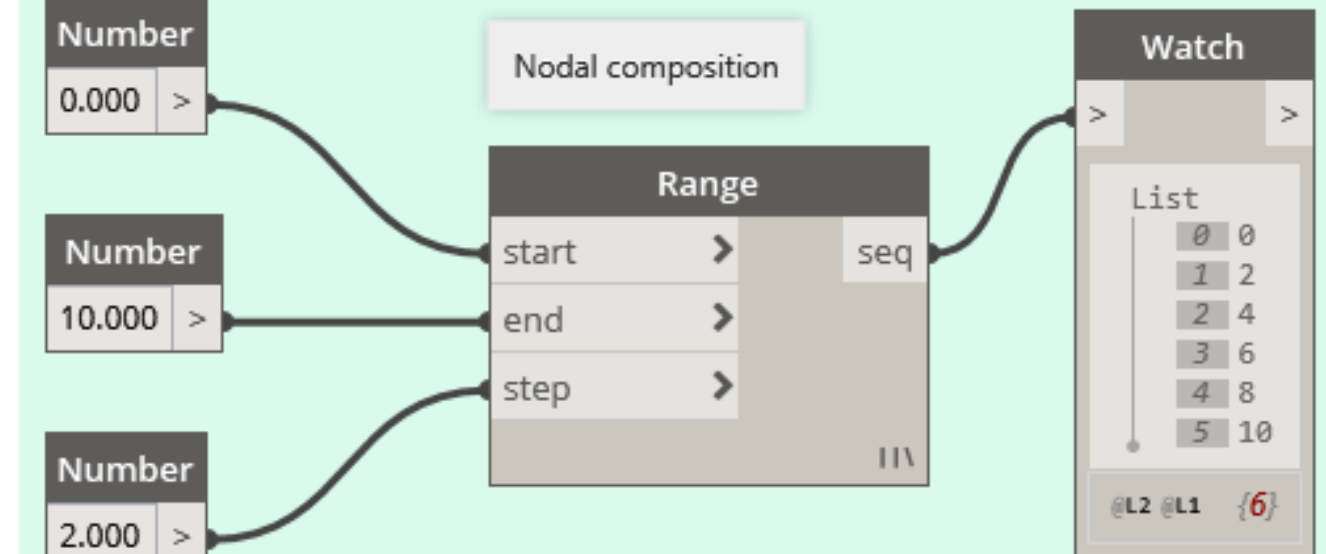 Number
0.000 >
Nodal composition
Number
10.000 >
Number
2.000 >
Range
start
end
step
seq
Watch
> >
List
0 0
1 2
2 4
3 6
4 8
5 10
@L2 @L1 {6}